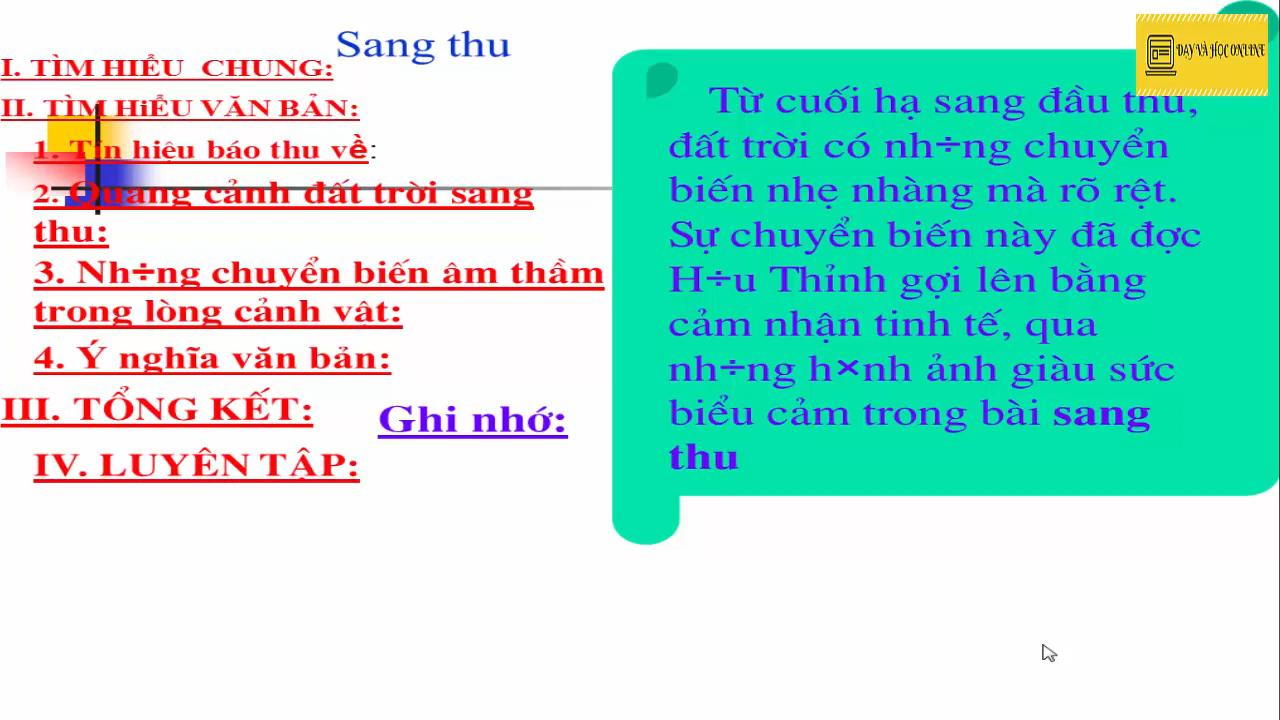 Sang thu
I. TÌM HIỂU CHUNG:
II. TÌM HIỂU VĂN BẢN:
1. Tín hiệu báo thu về:
2. Quang cảnh đất trời sang
thu:
3. Nh÷ng chuyển biến âm thầm
trong lòng cảnh vật:
4. Ý nghĩa văn bản:
III. TỔNG KẾT:
Ghi nhớ:
IV. LUYÊN TẬP:
DẠY VÀ HỌC ONLINE
Từ cuối hạ sang đầu thu,
đất trời có nh÷ng chuyển
biến nhẹ nhàng mà rõ rệt.
Sự chuyển biến này đã đợc
H÷u Thỉnh gợi lên bằng
cảm nhận tinh tế, qua
nh÷ng h×nh ảnh giàu sức
biểu cảm trong bài sang
thu